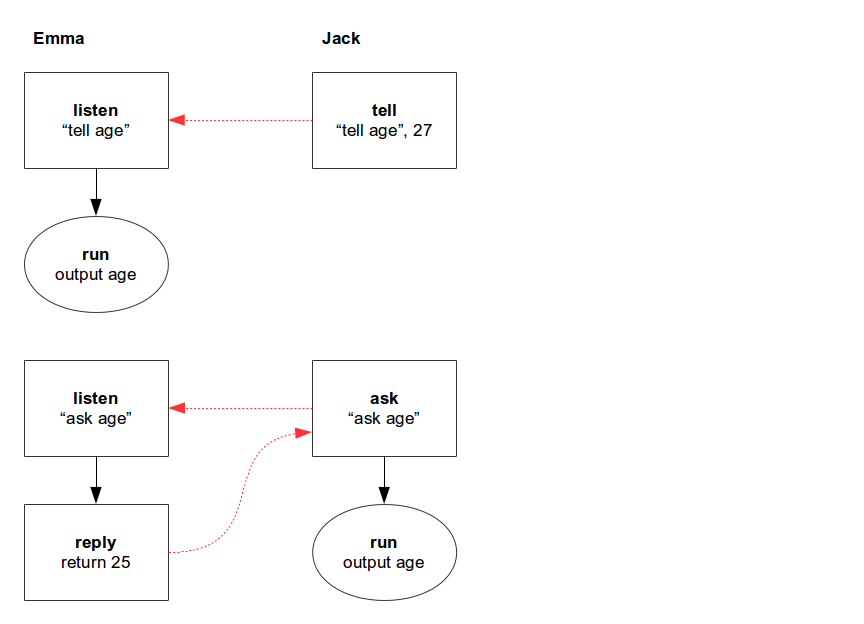 Emma
Jack
listen
“tell age”
tell
“tell age”, 27
run
output age
listen
“ask age”
ask
“ask age”
reply
return 25
run
output age